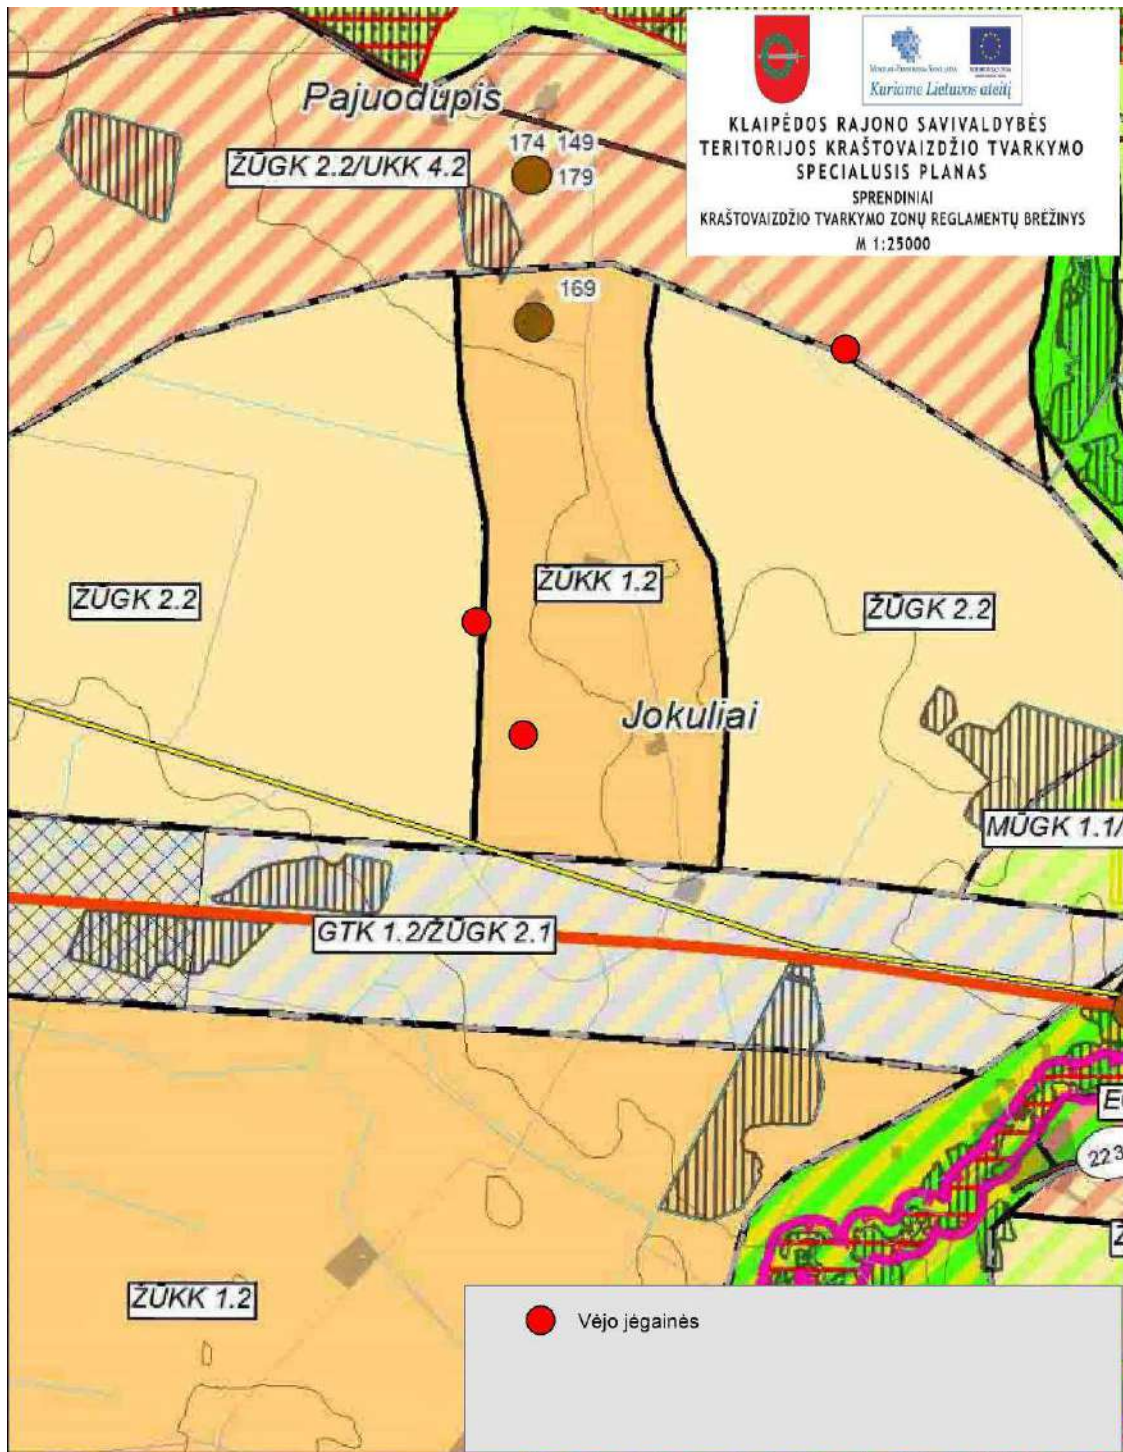 Kuriame Lietuvos ateitį
KLAIPĖDOS RAJONO SAVIVALDYBĖS
TERITORIJOS KRAŠTOVAIZDŽIO TVARKYMO
SPECIALUSIS PLANAS
SPRENDINIAI
KRAŠTOVAIZDŽIO TVARKYMO ZONŲ REGLAMENTŲ BRĖŽINYS
M 1:25000
Pajuodupis
174 149
179
ŽŪGK 2.2/UKK 4.2
169
ŽŪGK 2.2
ŽŪKK 1.2
ŽŪGK 2.2
Jokuliai
MŪGK 1.1/
GTK 1.2/ŽŪGK 2.1
223
ŽŪKK 1.2
Vėjo jėgainės